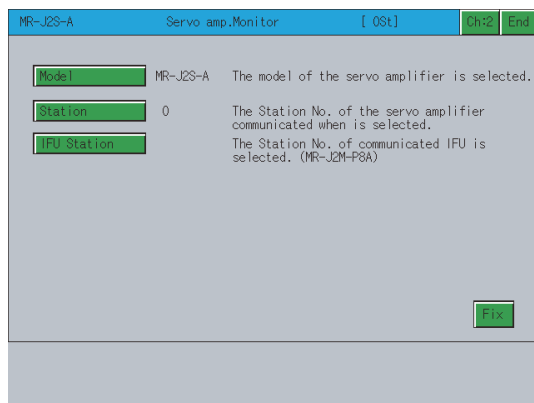 MR-J2S-A Servo amp.Monitor [ 0St] Ch:2 End
Model MR-J2S-A The model of the servo amplifier is selected.
Station 0 The Station No. of the servo amplifier
communicated when is selected.
IFU Station The Station No. of communicated IFU is
selected. (MR-J2M-P8A)
Fix